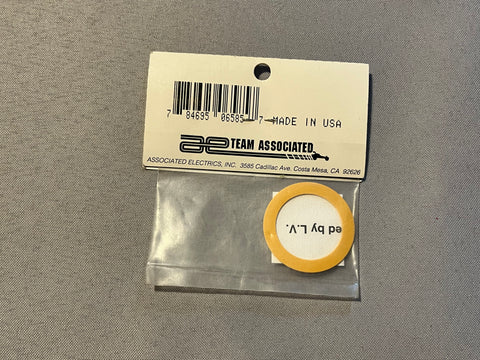 7 84695 06585 7 MADE IN USA
ae TEAM ASSOCIATED
ASSOCIATED ELECTRICS, INC. 3585 Cadillac Ave. Costa Mesa, CA 92626
ed by L.V.